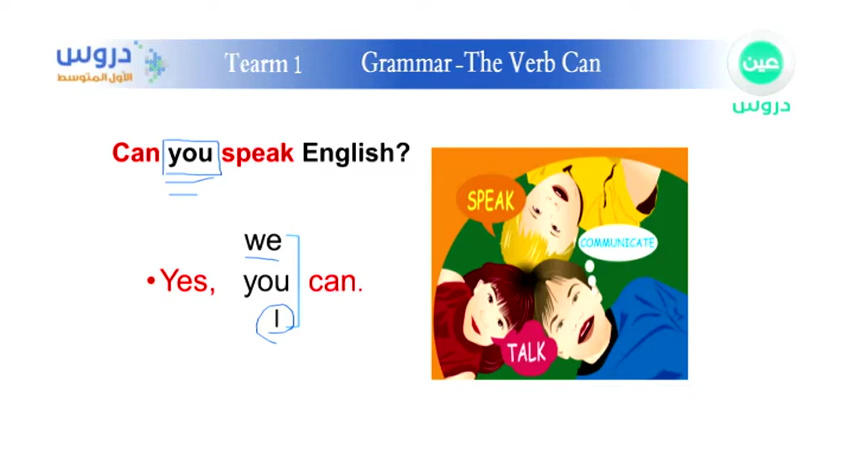 دروس
الأول المتوسط
Tearm 1
Grammar-The Verb Can
عين
دروس
Can you speak English?
we
•Yes, you can.
I
SPEAK
COMMUNICATE
TALK